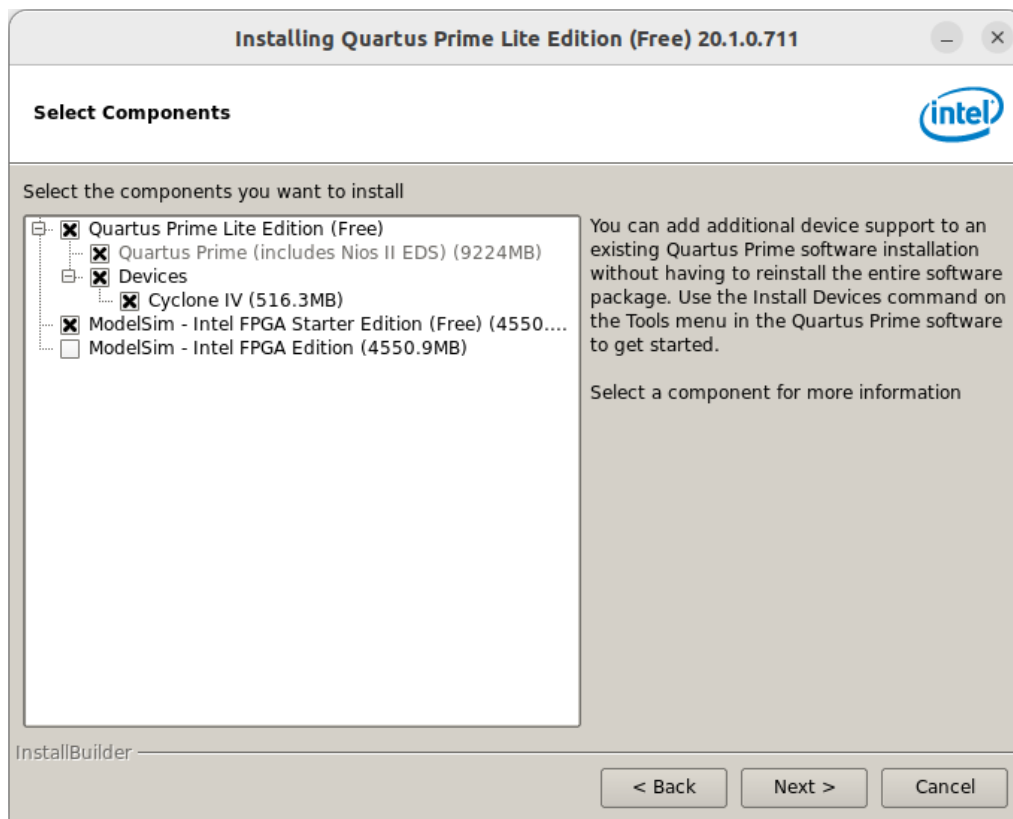 Installing Quartus Prime Lite Edition (Free) 20.1.0.711
Select Components
intel
Select the components you want to install
Quartus Prime Lite Edition (Free)
Quartus Prime (includes Nios II EDS) (9224MB)
Devices
Cyclone IV (516.3MB)
ModelSim - Intel FPGA Starter Edition (Free) (4550....
ModelSim - Intel FPGA Edition (4550.9MB)
You can add additional device support to an
existing Quartus Prime software installation
without having to reinstall the entire software
package. Use the Install Devices command on
the Tools menu in the Quartus Prime software
to get started.
Select a component for more information
InstallBuilder
< Back
Next >
Cancel